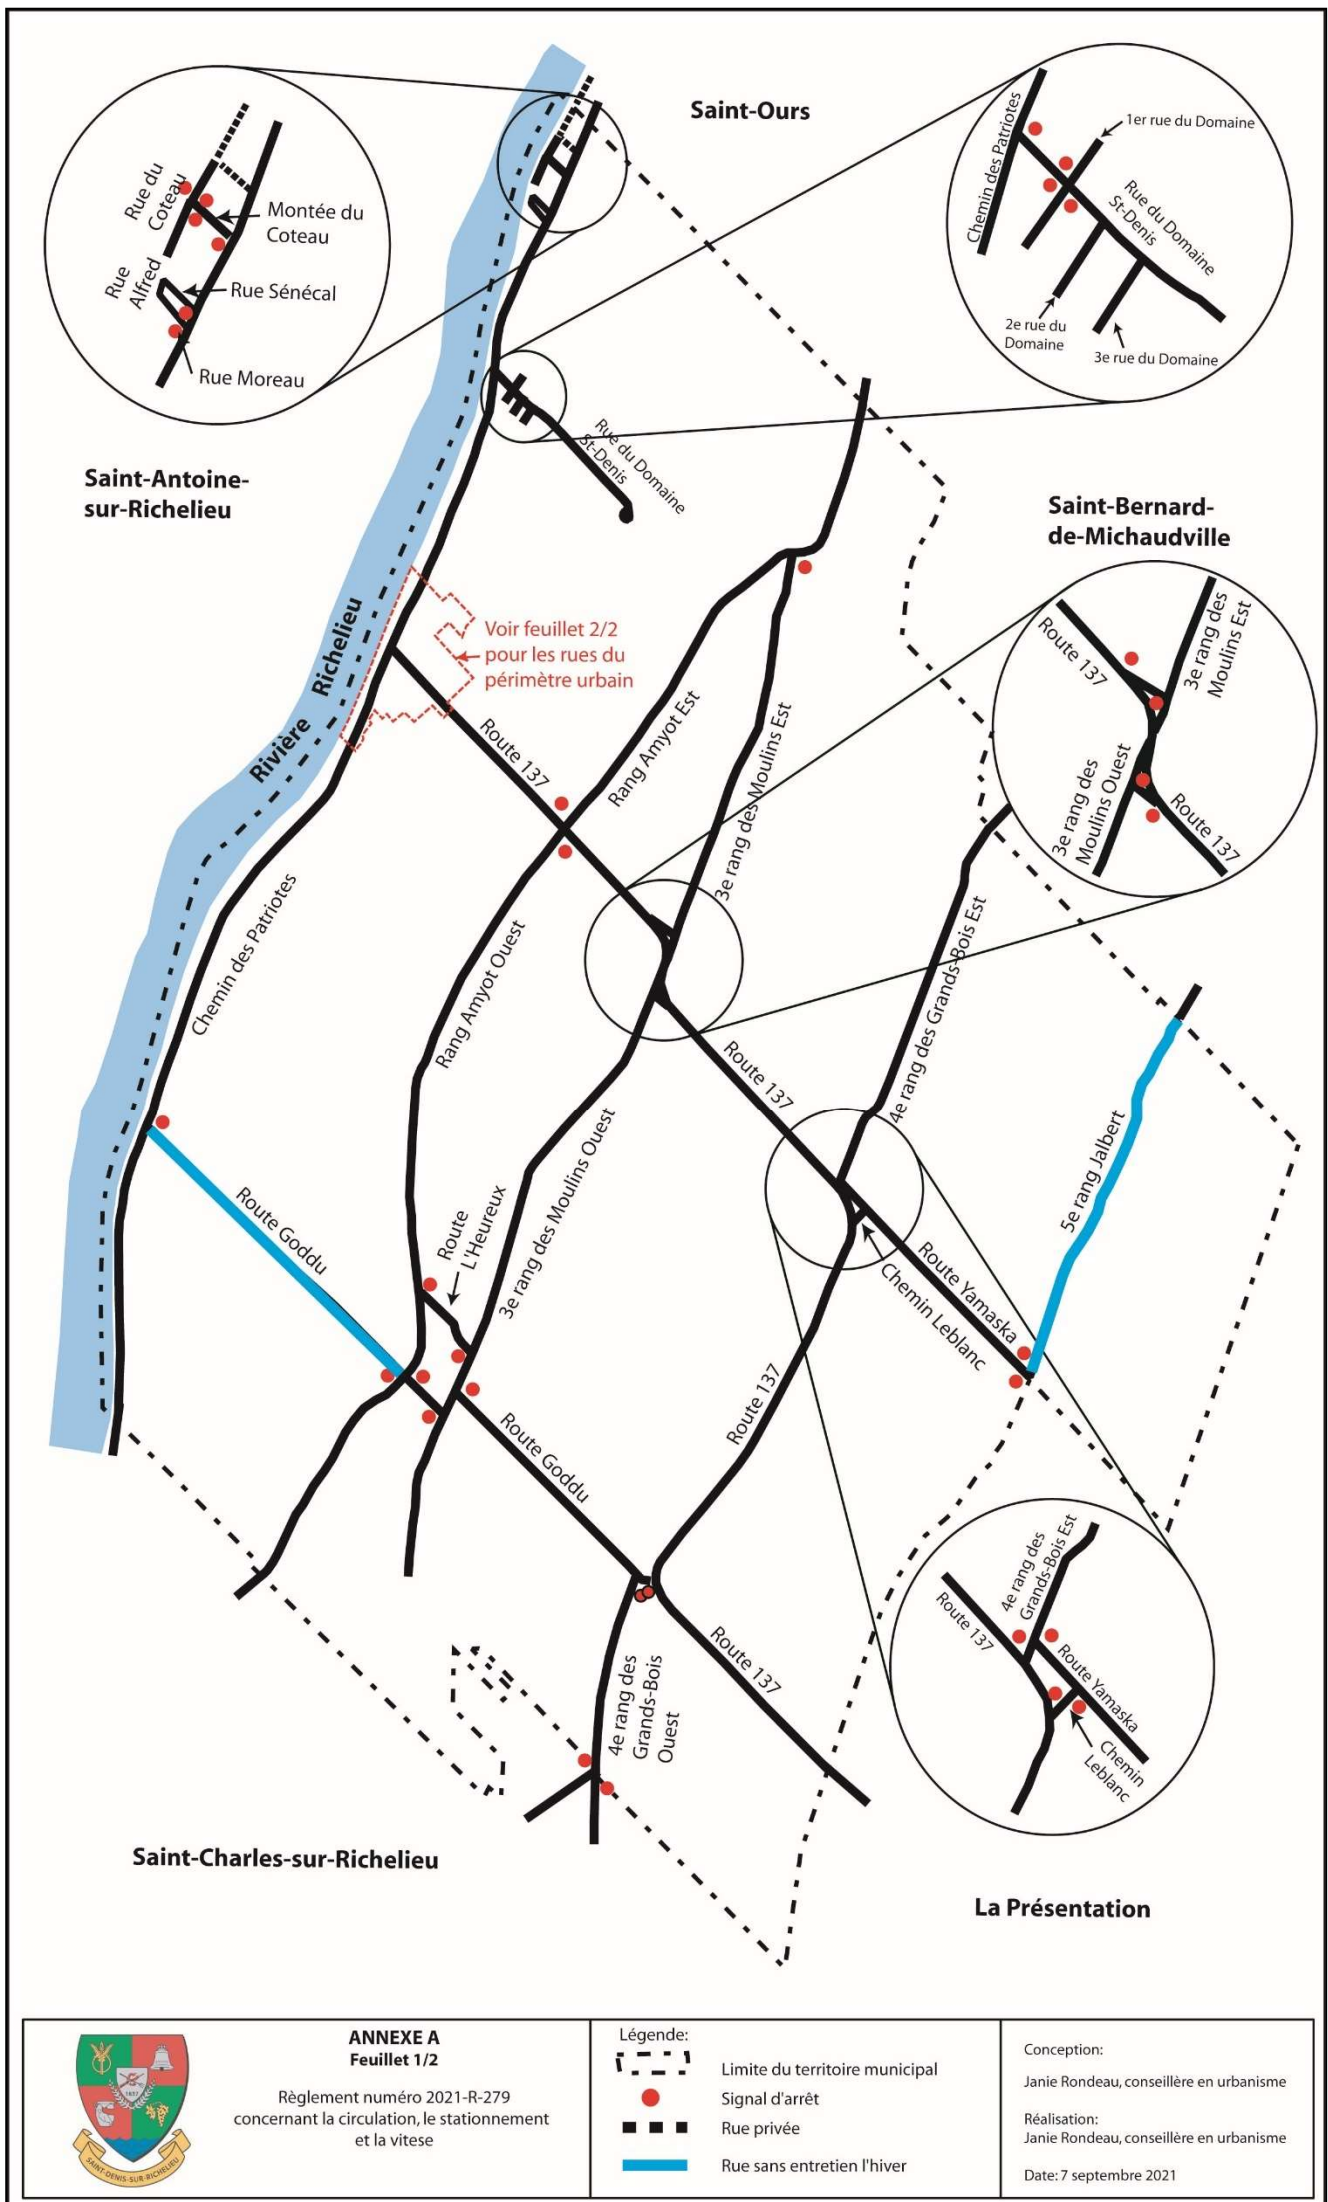 Saint-Ours
Chemin des Patriotes
1er rue du Domaine
Rue du Domaine
St-Denis
2e rue du
Domaine
3e rue du Domaine
Rue du
Coteau
Montée du
Coteau
Rue
Alfred
Rue Sénécal
Rue Moreau
Rue du Domaine
St-Denis
Saint-Antoine-
sur-Richelieu
Saint-Bernard-
de-Michaudville
Rivière Richelieu
Voir feuillet 2/2
pour les rues du
périmètre urbain
Route 137
3e rang des
Moulins Est
3e rang des
Moulins Ouest
Route 137
Route 137
Rang Amyot Est
3e rang des Moulins Est
Chemin des Patriotes
Rang Amyot Ouest
4e rang des Grands-Bois Est
Route 137
3e rang des Moulins Ouest
5e rang Jalbert
Route Goddu
Route
L'Heureux
Route Yamaska
Chemin Leblanc
Route 137
Route Goddu
4e rang des
Grands-Bois Est
Route 137
Route Yamaska
Chemin
Leblanc
4e rang des
Grands-Bois
Ouest
Route 137
Saint-Charles-sur-Richelieu
La Présentation
1837
SAINT-DENIS-SUR-RICHELIEU
ANNEXE A
Feuillet 1/2
Règlement numéro 2021-R-279
concernant la circulation, le stationnement
et la vitese
Légende:
Limite du territoire municipal
Signal d'arrêt
Rue privée
Rue sans entretien l'hiver
Conception:
Janie Rondeau, conseillère en urbanisme
Réalisation:
Janie Rondeau, conseillère en urbanisme
Date: 7 septembre 2021